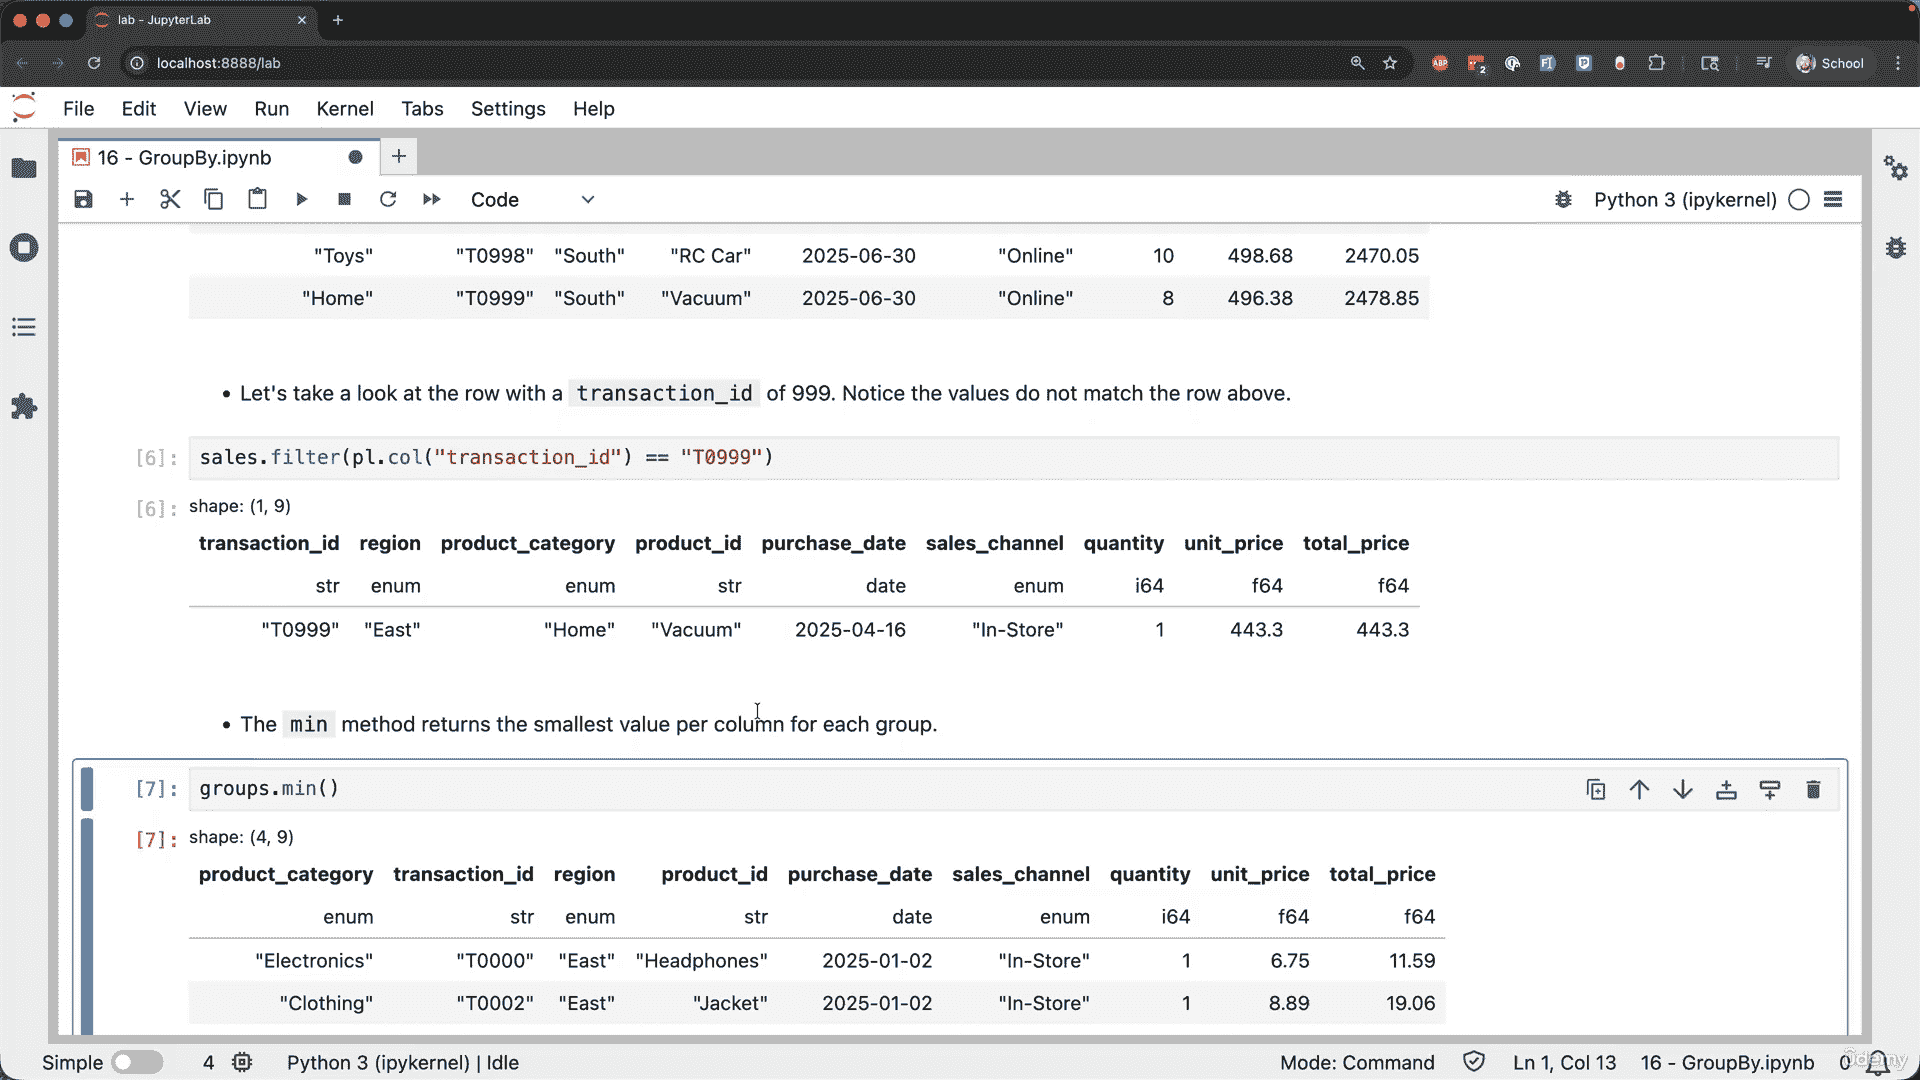 lab - JupyterLab
localhost:8888/lab
ABP
2
School
File Edit View Run Kernel Tabs Settings Help
16 - GroupBy.ipynb
Code
Python 3 (ipykernel)
"Toys" "T0998" "South" "RC Car" 2025-06-30 "Online" 10 498.68 2470.05
"Home" "T0999" "South" "Vacuum" 2025-06-30 "Online" 8 496.38 2478.85
• Let's take a look at the row with a transaction_id of 999. Notice the values do not match the row above.
[6]: sales.filter(pl.col("transaction_id") == "T0999")
[6]: shape: (1, 9)
transaction_id region product_category product_id purchase_date sales_channel quantity unit_price total_price
str enum enum str date enum i64 f64 f64
"T0999" "East" "Home" "Vacuum" 2025-04-16 "In-Store" 1 443.3 443.3
• The min method returns the smallest value per column for each group.
[7]: groups.min()
[7]: shape: (4, 9)
product_category transaction_id region product_id purchase_date sales_channel quantity unit_price total_price
enum str enum str date enum i64 f64 f64
"Electronics" "T0000" "East" "Headphones" 2025-01-02 "In-Store" 1 6.75 11.59
"Clothing" "T0002" "East" "Jacket" 2025-01-02 "In-Store" 1 8.89 19.06
Simple 4 Python 3 (ipykernel) | Idle Mode: Command Ln 1, Col 13 16 - GroupBy.ipynb 0
Udemy